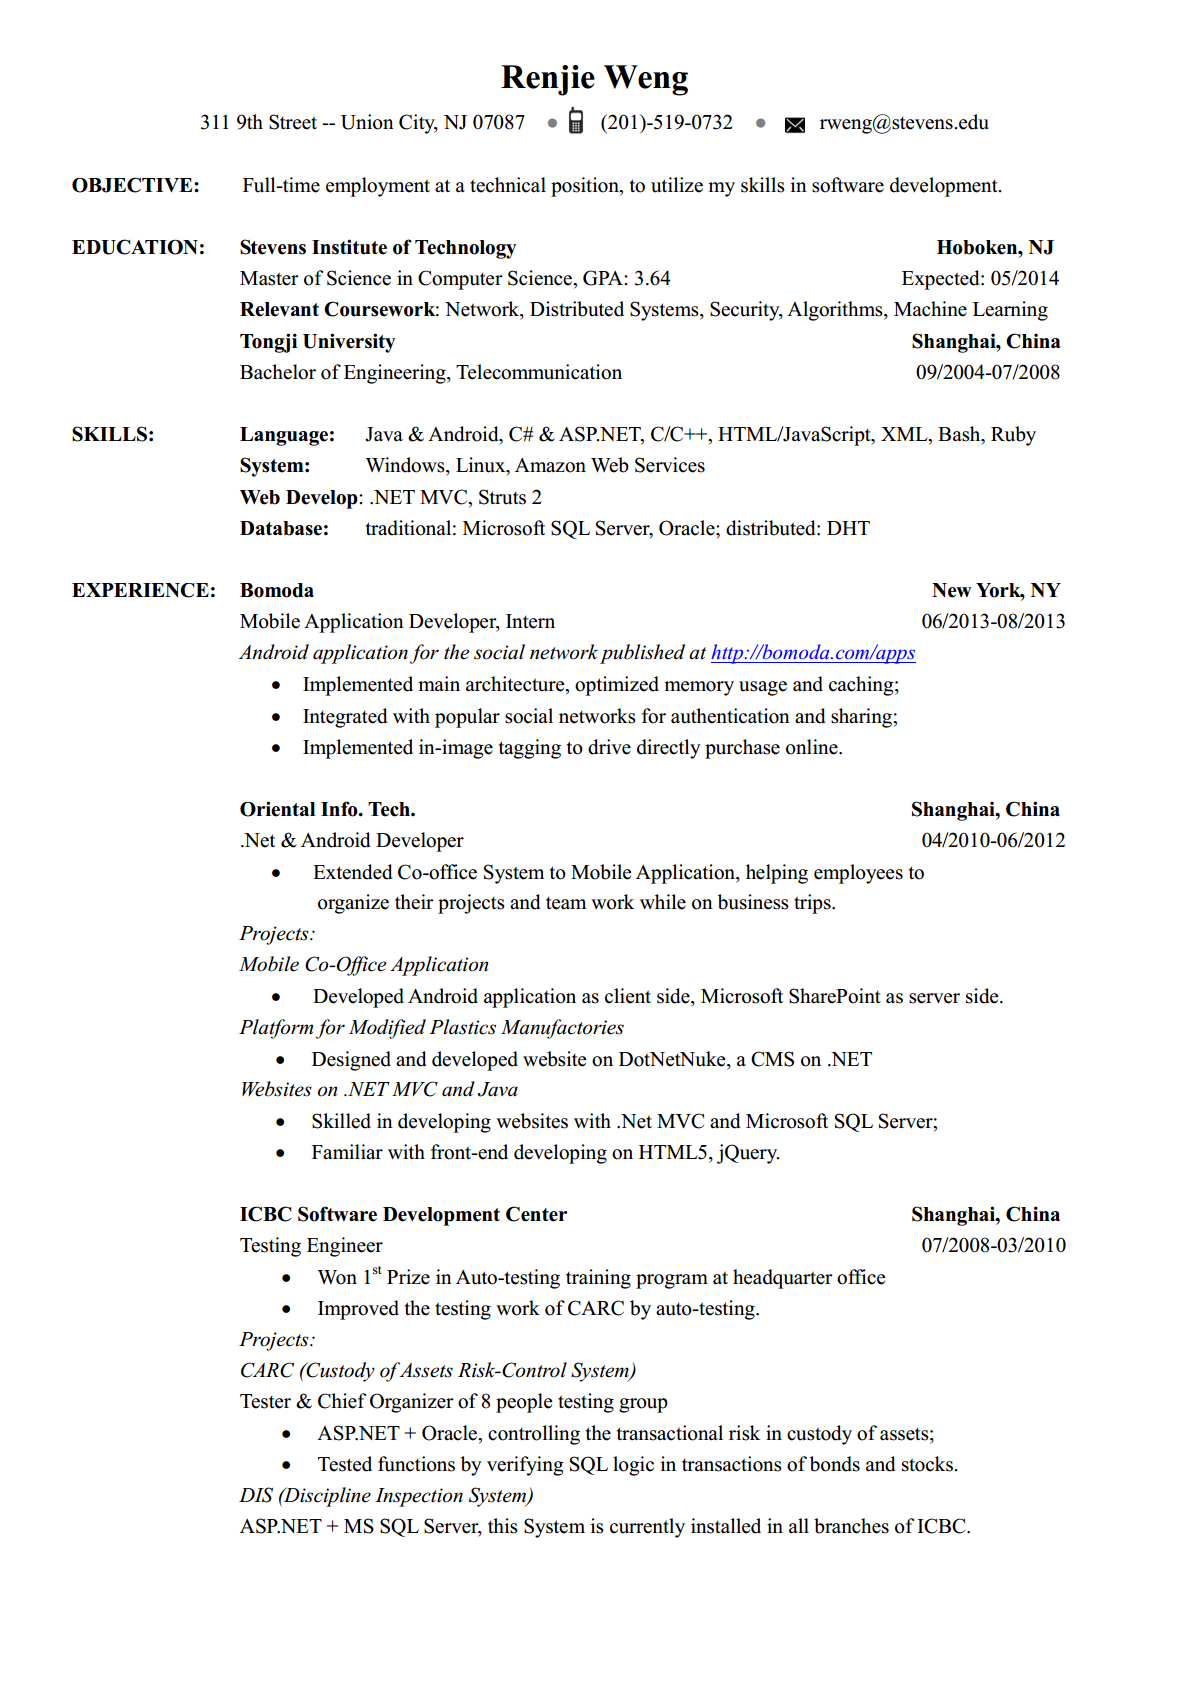 Renjie Weng
311 9th Street -- Union City, NJ 07087 ● (201)-519-0732 ● rweng@stevens.edu
OBJECTIVE: Full-time employment at a technical position, to utilize my skills in software development.
EDUCATION: Stevens Institute of Technology Hoboken, NJ
Master of Science in Computer Science, GPA: 3.64 Expected: 05/2014
Relevant Coursework: Network, Distributed Systems, Security, Algorithms, Machine Learning
Tongji University Shanghai, China
Bachelor of Engineering, Telecommunication 09/2004-07/2008
SKILLS: Language: Java & Android, C# & ASP.NET, C/C++, HTML/JavaScript, XML, Bash, Ruby
System: Windows, Linux, Amazon Web Services
Web Develop: .NET MVC, Struts 2
Database: traditional: Microsoft SQL Server, Oracle; distributed: DHT
EXPERIENCE: Bomoda New York, NY
Mobile Application Developer, Intern 06/2013-08/2013
Android application for the social network published at http://bomoda.com/apps
● Implemented main architecture, optimized memory usage and caching;
● Integrated with popular social networks for authentication and sharing;
● Implemented in-image tagging to drive directly purchase online.
Oriental Info. Tech. Shanghai, China
.Net & Android Developer 04/2010-06/2012
● Extended Co-office System to Mobile Application, helping employees to
organize their projects and team work while on business trips.
Projects:
Mobile Co-Office Application
● Developed Android application as client side, Microsoft SharePoint as server side.
Platform for Modified Plastics Manufactories
● Designed and developed website on DotNetNuke, a CMS on .NET
Websites on .NET MVC and Java
● Skilled in developing websites with .Net MVC and Microsoft SQL Server;
● Familiar with front-end developing on HTML5, jQuery.
ICBC Software Development Center Shanghai, China
Testing Engineer 07/2008-03/2010
● Won 1st Prize in Auto-testing training program at headquarter office
● Improved the testing work of CARC by auto-testing.
Projects:
CARC (Custody of Assets Risk-Control System)
Tester & Chief Organizer of 8 people testing group
● ASP.NET + Oracle, controlling the transactional risk in custody of assets;
● Tested functions by verifying SQL logic in transactions of bonds and stocks.
DIS (Discipline Inspection System)
ASP.NET + MS SQL Server, this System is currently installed in all branches of ICBC.